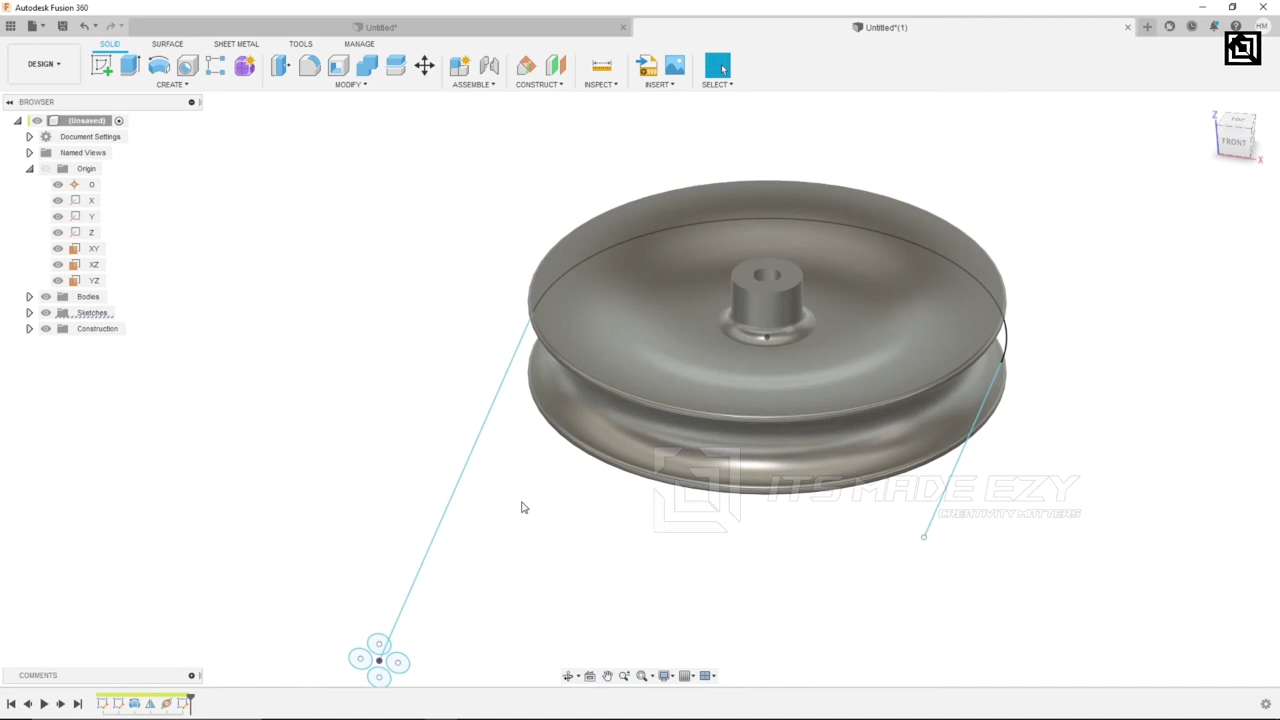 Autodesk Fusion 360
Untitled*
Untitled*(1)
HM
DESIGN
SOLID
SURFACE
SHEET METAL
TOOLS
MANAGE
CREATE
MODIFY
ASSEMBLE
CONSTRUCT
INSPECT
INSERT
SELECT
BROWSER
(Unsaved)
Document Settings
Named Views
Origin
O
X
Y
Z
XY
XZ
YZ
Bodies
Sketches
Construction
Z
TOP
FRONT
X
ITS MADE EZY
CREATIVITY MATTERS
COMMENTS